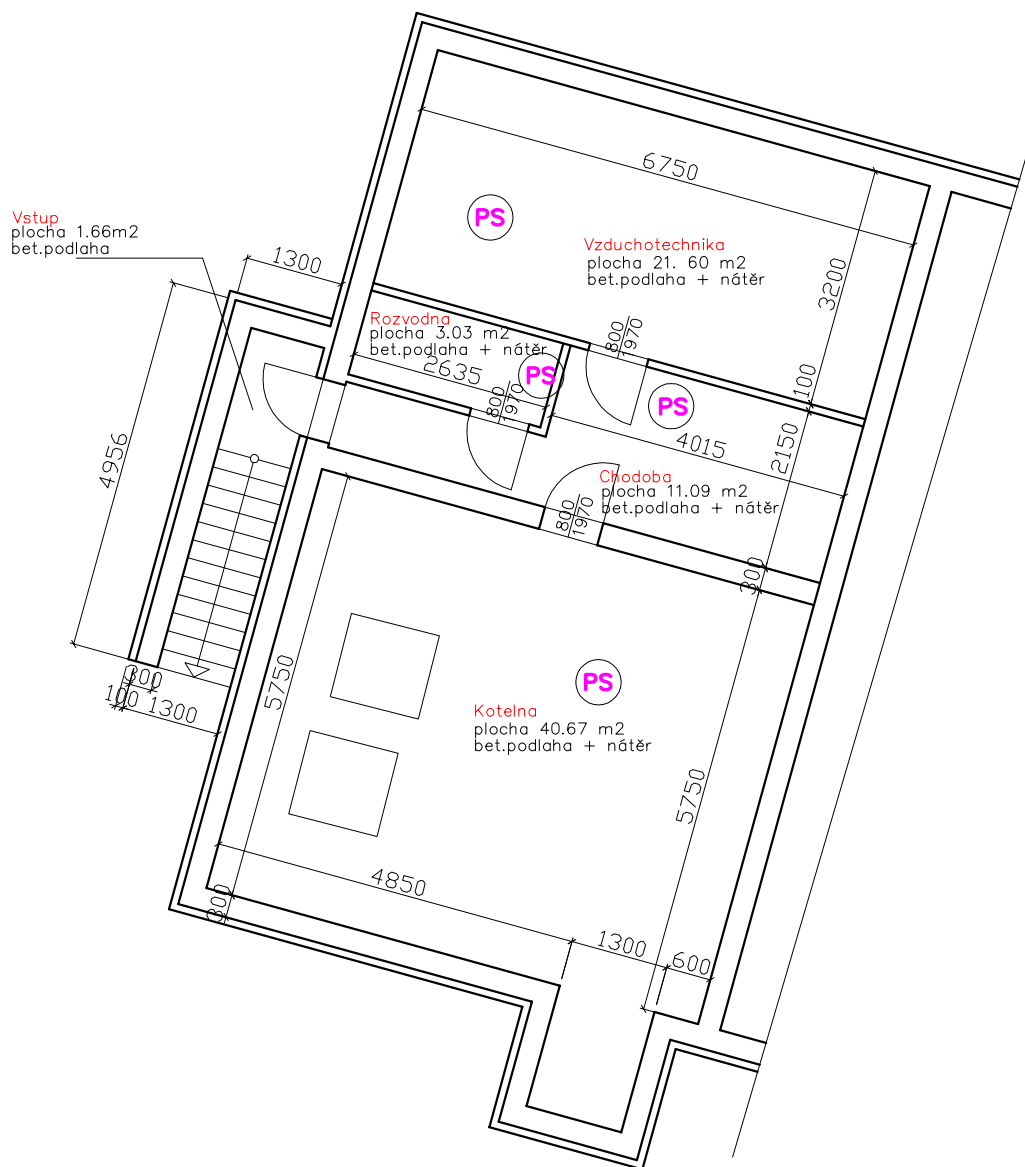 6750
PS
Vstup
plocha 1.66m2
bet.podlaha
Vzduchotechnika
plocha 21. 60 m2
bet.podlaha + nátěr
1300
3200
Rozvodna
plocha 3.03 m2
bet.podlaha + nátěr
800
1970
2635
PS
100
PS
800
1970
4015
2150
4956
Chodoba
plocha 11.09 m2
bet.podlaha + nátěr
800
1970
300
300
100
1300
5750
PS
Kotelna
plocha 40.67 m2
bet.podlaha + nátěr
5750
4850
300
1300
600